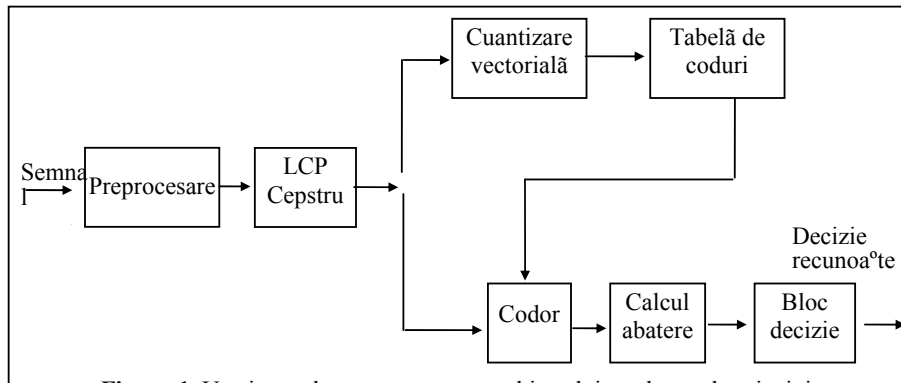 Cuantizare
vectorialã
Tabelã de
coduri
Semna
l
Preprocesare
LCP
Cepstru
Decizie
recunoaºte
Codor
Calcul
abatere
Bloc
decizie